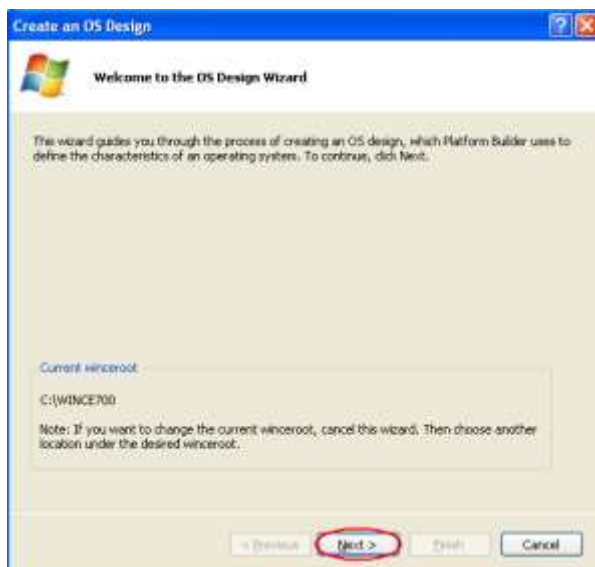 Create an OS Design
Welcome to the OS Design Wizard
This wizard guides you through the process of creating an OS design, which Platform Builder uses to
define the characteristics of an operating system. To continue, click Next.
Current winceroot
C:\WINCE700
Note: If you want to change the current winceroot, cancel this wizard. Then choose another
location under the desired winceroot.
< Previous Next > Finish Cancel